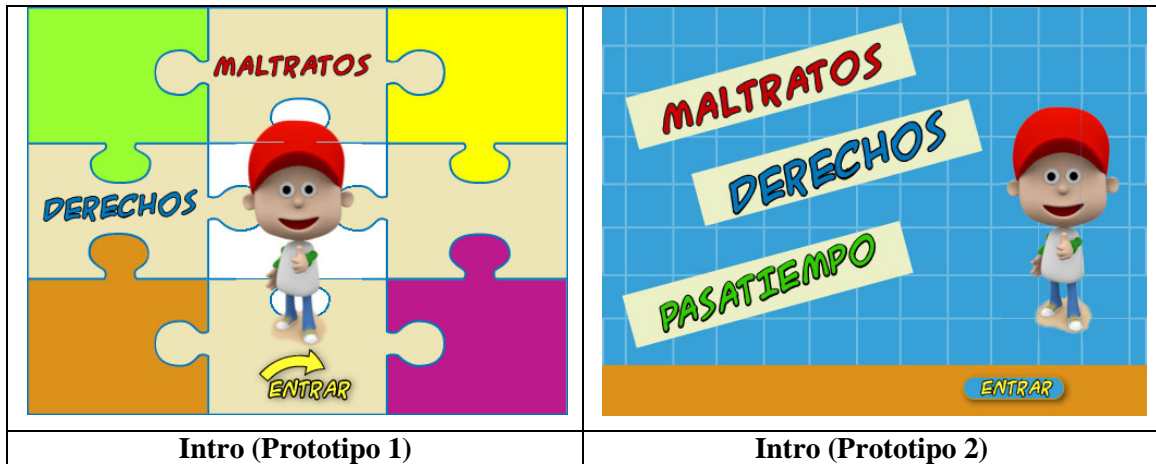 MALTRATOS
DERECHOS
ENTRAR
MALTRATOS
DERECHOS
PASATIEMPO
ENTRAR
Intro (Prototipo 1)
Intro (Prototipo 2)